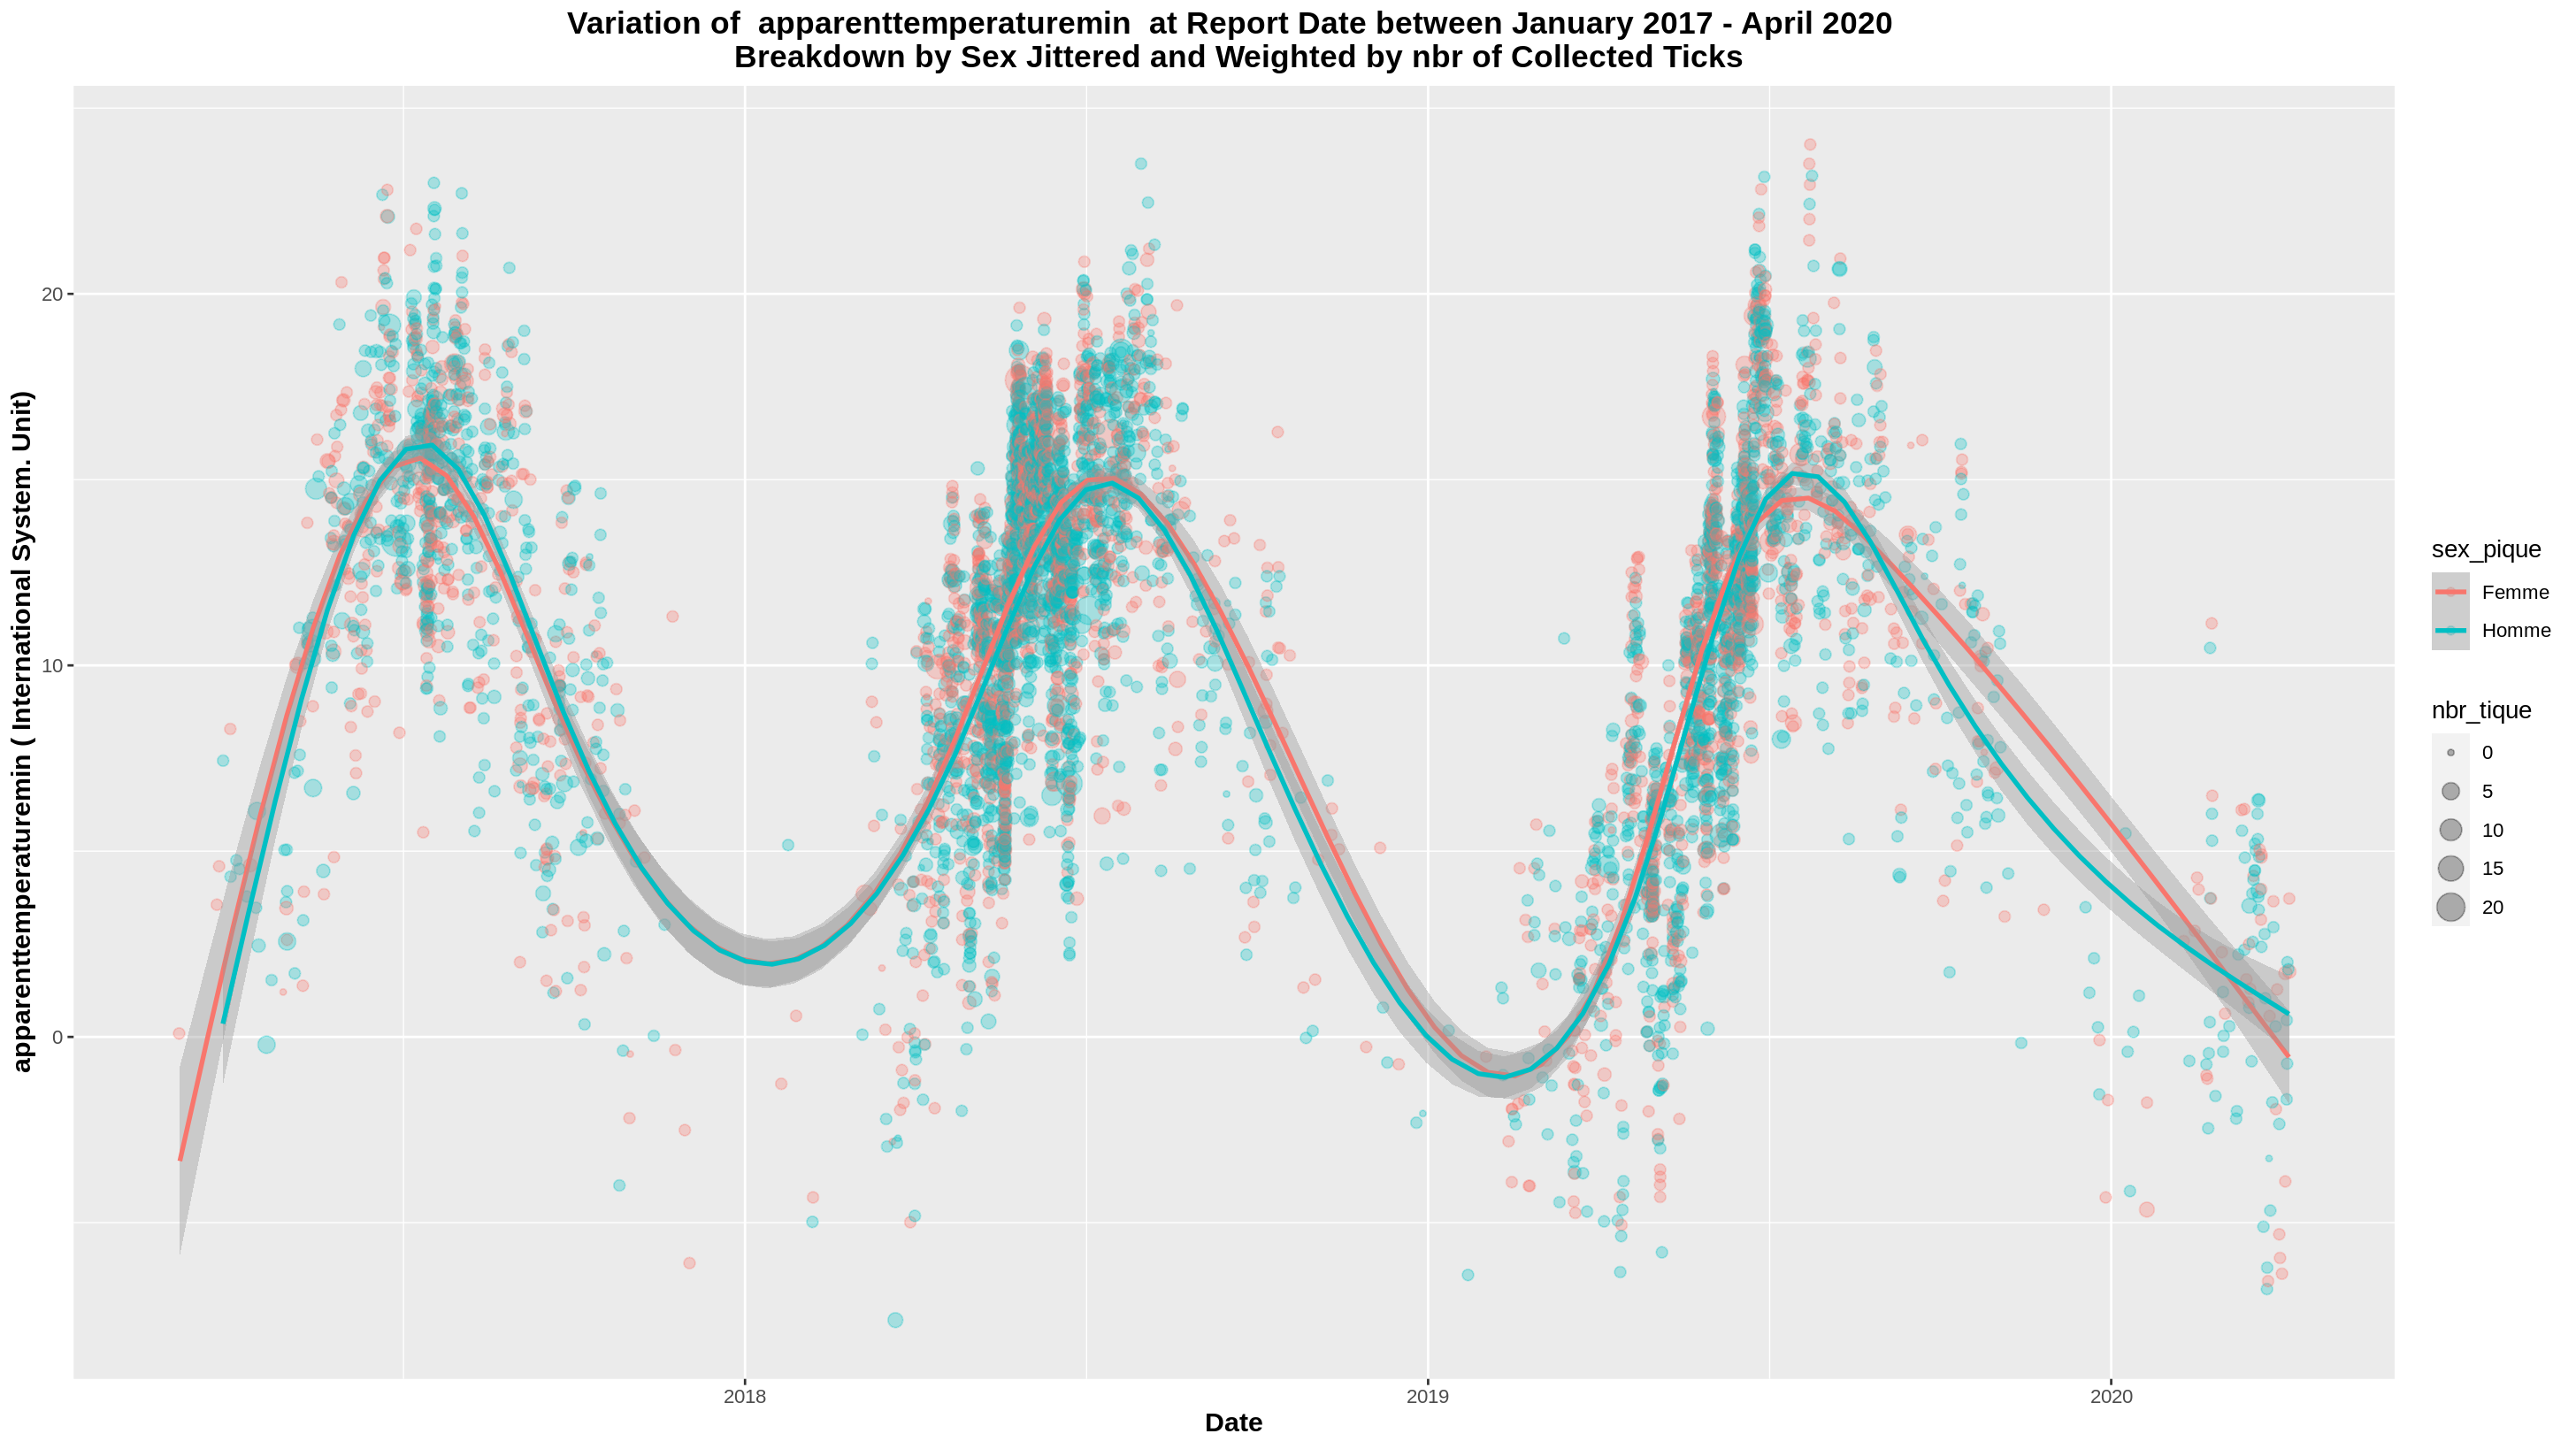 Variation of  apparenttemperaturemin  at Report Date between January 2017 - April 2020
Breakdown by Sex Jittered and Weighted by nbr of Collected Ticks
apparenttemperaturemin ( International System. Unit)
20
10
0
2018
2019
2020
Date
sex_pique
Femme
Homme
nbr_tique
0
5
10
15
20